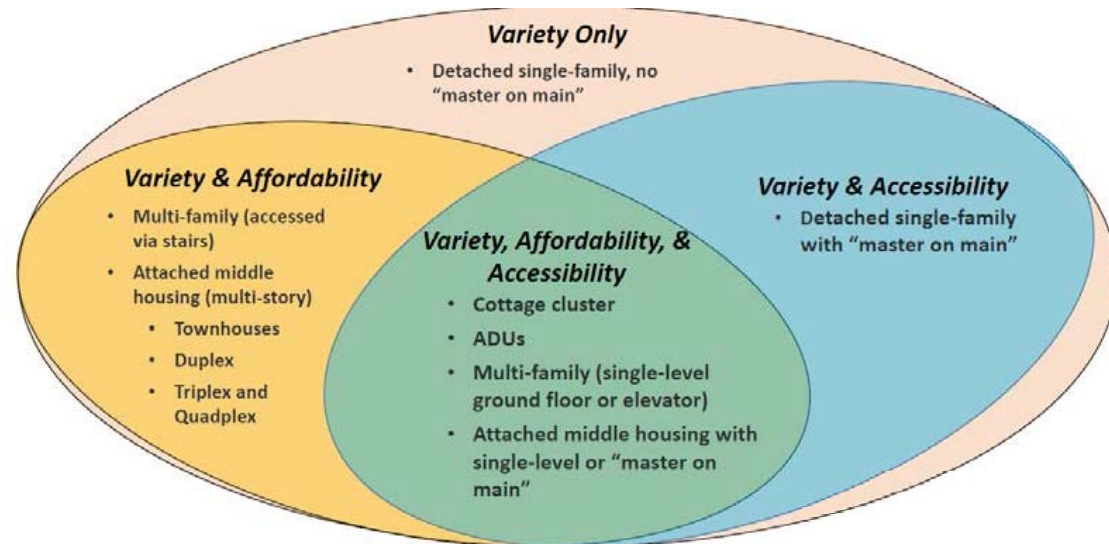 Variety Only
• Detached single-family, no
"master on main"
Variety & Affordability
• Multi-family (accessed
via stairs)
• Attached middle
housing (multi-story)
• Townhouses
• Duplex
• Triplex and
Quadplex
Variety, Affordability, &
Accessibility
• Cottage cluster
• ADUs
• Multi-family (single-level
ground floor or elevator)
• Attached middle housing with
single-level or "master on
main"
Variety & Accessibility
• Detached single-family
with "master on main"